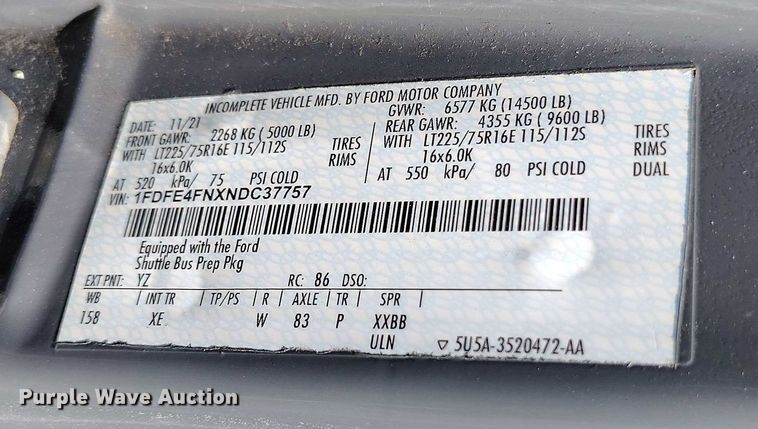 INCOMPLETE VEHICLE MFD. BY FORD MOTOR COMPANY
DATE: 11/21 GVWR: 6577 KG (14500 LB)
FRONT GAWR: 2268 KG (5000 LB) REAR GAWR: 4355 KG (9600 LB)
WITH LT225/75R16E 115/112S TIRES WITH LT225/75R16E 115/112S TIRES
16x6.0K RIMS 16x6.0K RIMS
AT 520 kPa/ 75 PSI COLD AT 550 kPa/ 80 PSI COLD DUAL
VIN: 1FDFE4FNXNDC37757
Equipped with the Ford
Shuttle Bus Prep Pkg
EXT PNT: YZ RC: 86 DSO:
WB INT TR TP/PS R AXLE TR SPR
158 XE W 83 P XXBB
ULN ▽ 5U5A-3520472-AA
Purple Wave Auction